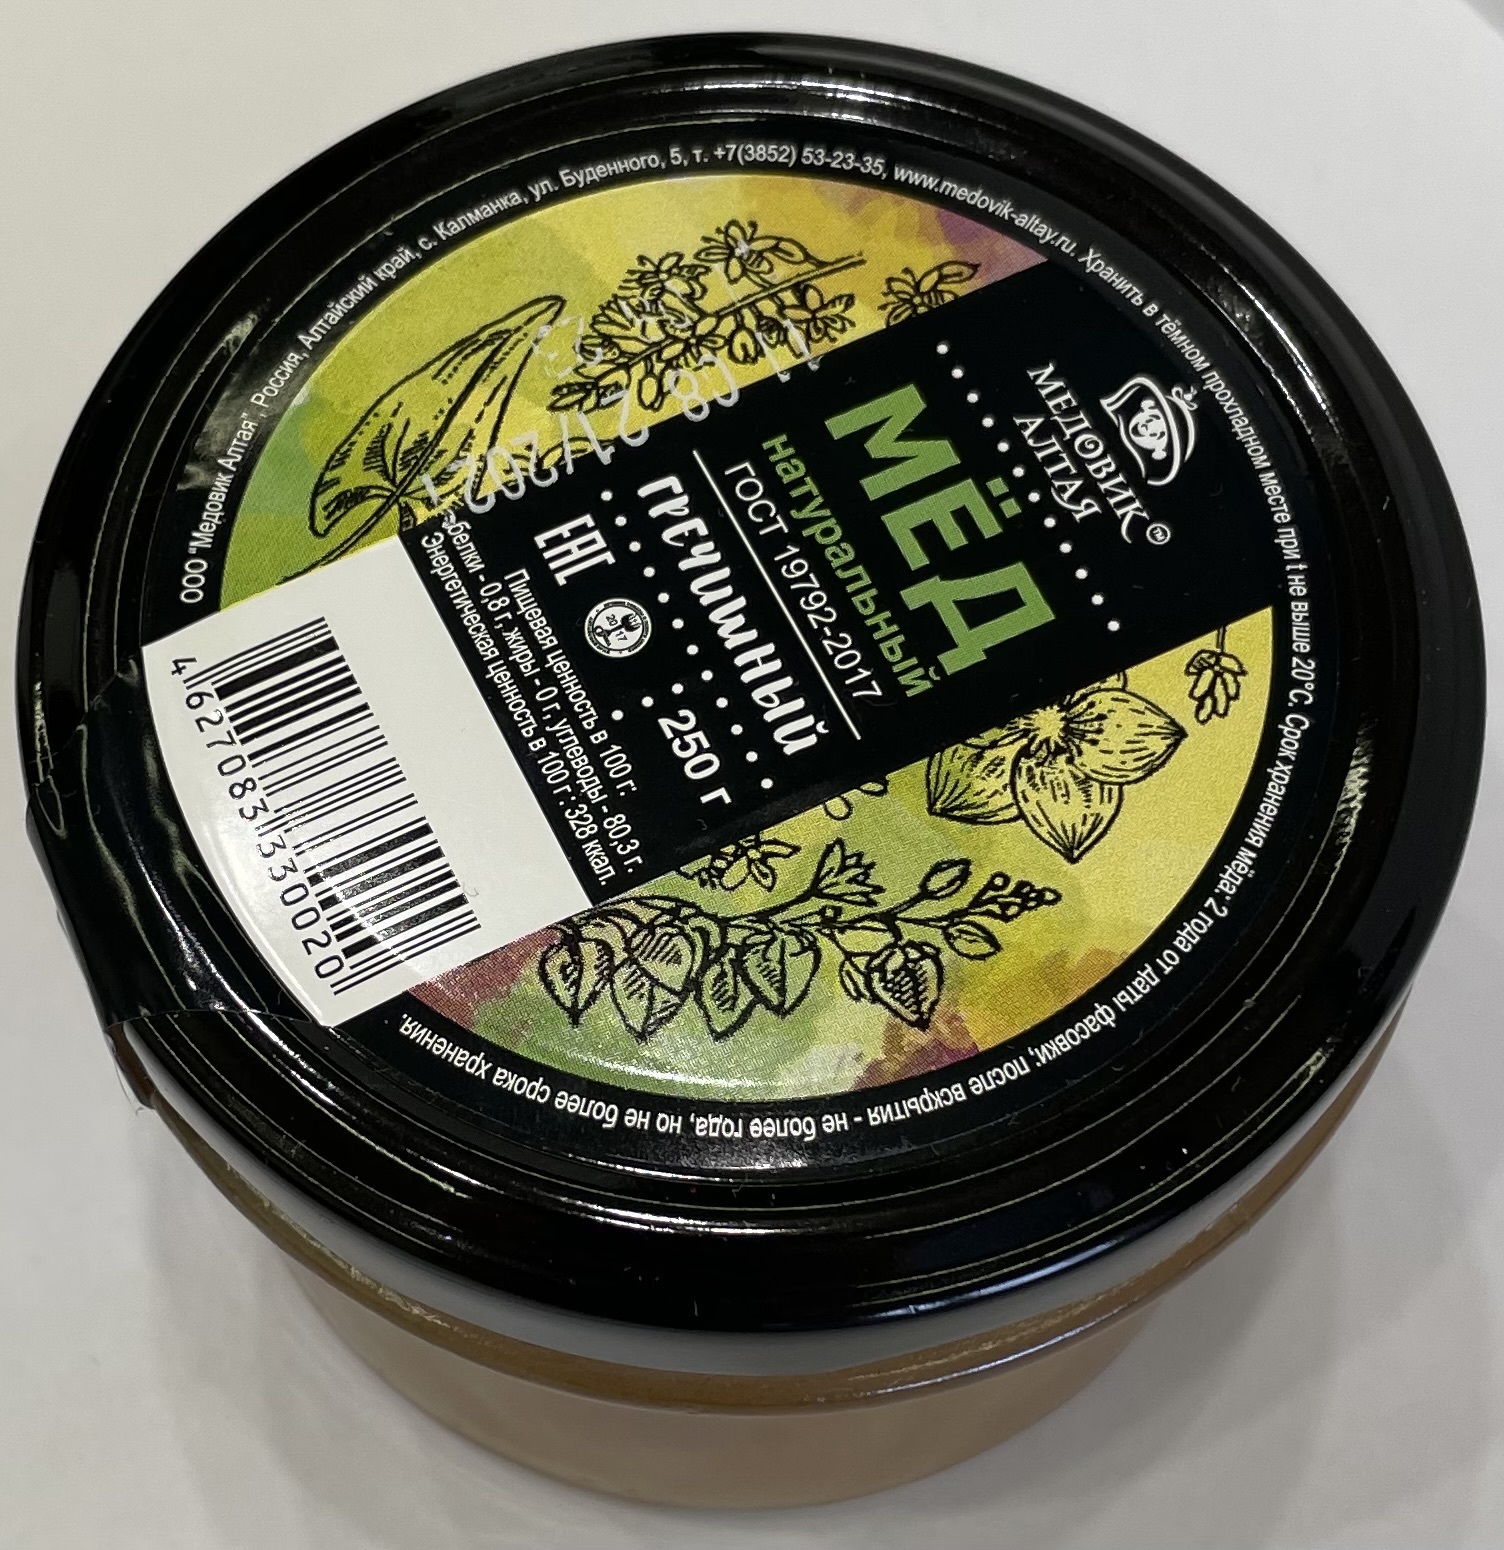 МЕДОВИК
АЛТАЯ™
МЁД
натуральный
ГОСТ 19792-2017
ГРЕЧИШНЫЙ
250 г
ЕАС
2017
Пищевая ценность в 100 г:
белки - 0,8 г, жиры - 0 г, углеводы - 80,3 г.
Энергетическая ценность в 100 г: 328 ккал.
4627083330020
ООО "Медовик Алтая", Россия, Алтайский край, с. Калманка, ул. Буденного, 5, т. +7(3852) 53-23-35, www.medovik-altay.ru. Хранить в тёмном прохладном месте при t не выше 20°С. Срок хранения мёда: 2 года от даты фасовки; после вскрытия - не более года, но не более срока хранения.